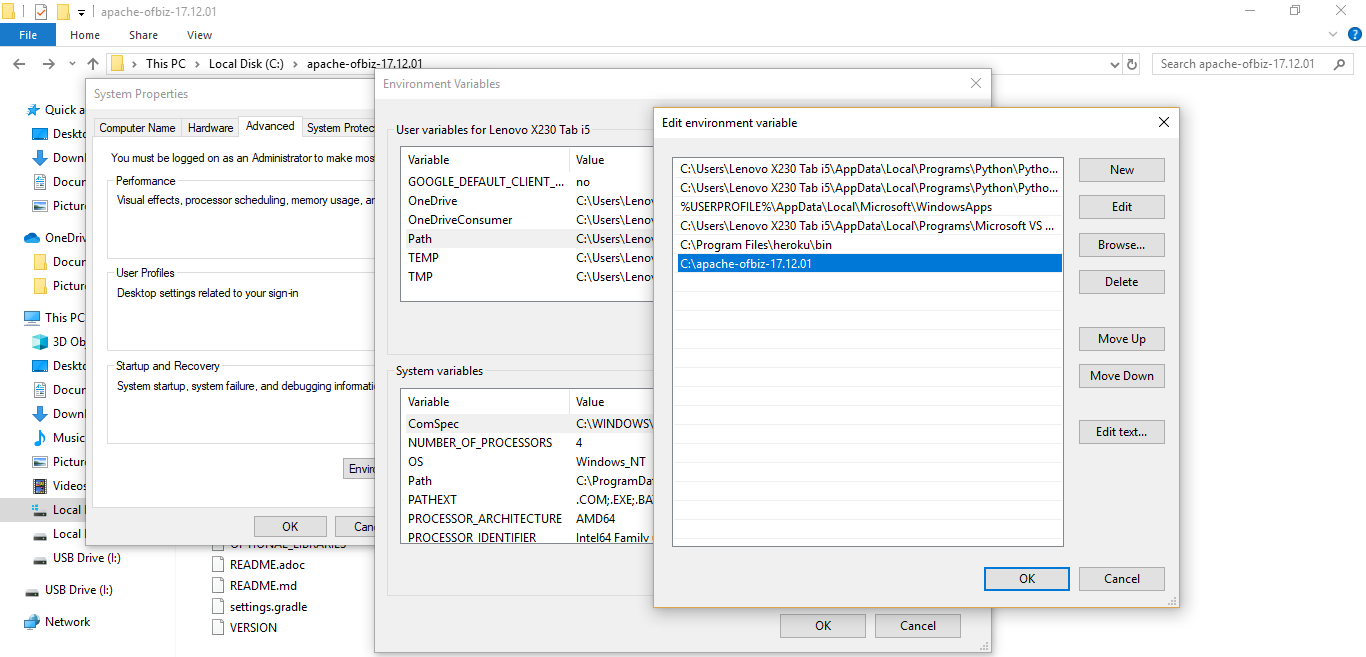 apache-ofbiz-17.12.01
File Home Share View
This PC Local Disk (C:) apache-ofbiz-17.12.01
Search apache-ofbiz-17.12.01
Quick a
Deskto
Down
Docur
Picture
OneDriv
Docur
Picture
This PC
3D Obj
Deskto
Docum
Downl
Music
Picture
Videos
Local
Local
USB Drive (I:)
USB Drive (I:)
Network
OPTIONAL_LIBRARIES
README.adoc
README.md
settings.gradle
VERSION
System Properties
Computer Name Hardware Advanced System Protec
You must be logged on as an Administrator to make mos
Performance
Visual effects, processor scheduling, memory usage, an
User Profiles
Desktop settings related to your sign-in
Startup and Recovery
System startup, system failure, and debugging informatio
Enviro
OK Canc
Environment Variables
User variables for Lenovo X230 Tab i5
Variable Value
GOOGLE_DEFAULT_CLIENT_... no
OneDrive C:\Users\Lenov
OneDriveConsumer C:\Users\Lenov
Path C:\Users\Lenov
TEMP C:\Users\Lenov
TMP C:\Users\Lenov
System variables
Variable Value
ComSpec C:\WINDOWS\
NUMBER_OF_PROCESSORS 4
OS Windows_NT
Path C:\ProgramDat
PATHEXT .COM;.EXE;.BA
PROCESSOR_ARCHITECTURE AMD64
PROCESSOR_IDENTIFIER Intel64 Family
OK Cancel
Edit environment variable
C:\Users\Lenovo X230 Tab i5\AppData\Local\Programs\Python\Pytho...
C:\Users\Lenovo X230 Tab i5\AppData\Local\Programs\Python\Pytho...
%USERPROFILE%\AppData\Local\Microsoft\WindowsApps
C:\Users\Lenovo X230 Tab i5\AppData\Local\Programs\Microsoft VS ...
C:\Program Files\heroku\bin
C:\apache-ofbiz-17.12.01
New
Edit
Browse...
Delete
Move Up
Move Down
Edit text...
OK Cancel